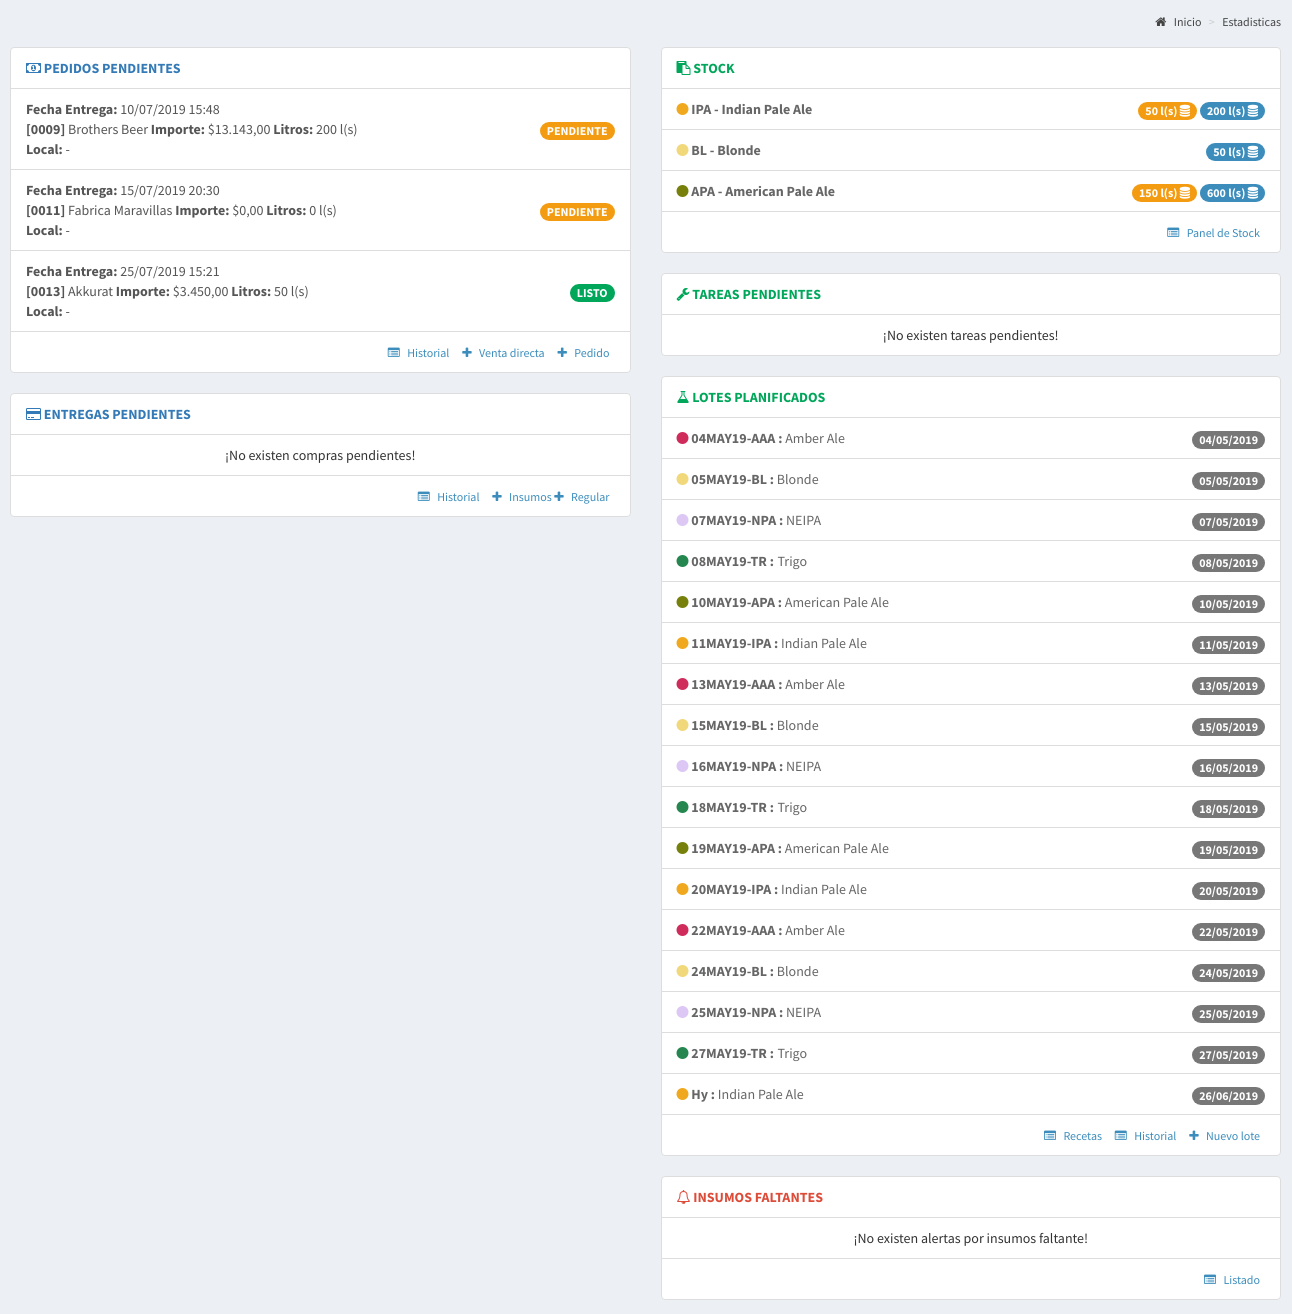 Inicio > Estadisticas
PEDIDOS PENDIENTES
Fecha Entrega: 10/07/2019 15:48
[0009] Brothers Beer Importe: $13.143,00 Litros: 200 l(s)
PENDIENTE
Local: -
Fecha Entrega: 15/07/2019 20:30
[0011] Fabrica Maravillas Importe: $0,00 Litros: 0 l(s)
PENDIENTE
Local: -
Fecha Entrega: 25/07/2019 15:21
[0013] Akkurat Importe: $3.450,00 Litros: 50 l(s)
LISTO
Local: -
Historial Venta directa Pedido
ENTREGAS PENDIENTES
¡No existen compras pendientes!
Historial Insumos Regular
STOCK
IPA - Indian Pale Ale 50 l(s) 200 l(s)
BL - Blonde 50 l(s)
APA - American Pale Ale 150 l(s) 600 l(s)
Panel de Stock
TAREAS PENDIENTES
¡No existen tareas pendientes!
LOTES PLANIFICADOS
04MAY19-AAA : Amber Ale 04/05/2019
05MAY19-BL : Blonde 05/05/2019
07MAY19-NPA : NEIPA 07/05/2019
08MAY19-TR : Trigo 08/05/2019
10MAY19-APA : American Pale Ale 10/05/2019
11MAY19-IPA : Indian Pale Ale 11/05/2019
13MAY19-AAA : Amber Ale 13/05/2019
15MAY19-BL : Blonde 15/05/2019
16MAY19-NPA : NEIPA 16/05/2019
18MAY19-TR : Trigo 18/05/2019
19MAY19-APA : American Pale Ale 19/05/2019
20MAY19-IPA : Indian Pale Ale 20/05/2019
22MAY19-AAA : Amber Ale 22/05/2019
24MAY19-BL : Blonde 24/05/2019
25MAY19-NPA : NEIPA 25/05/2019
27MAY19-TR : Trigo 27/05/2019
Hy : Indian Pale Ale 26/06/2019
Recetas Historial Nuevo lote
INSUMOS FALTANTES
¡No existen alertas por insumos faltante!
Listado